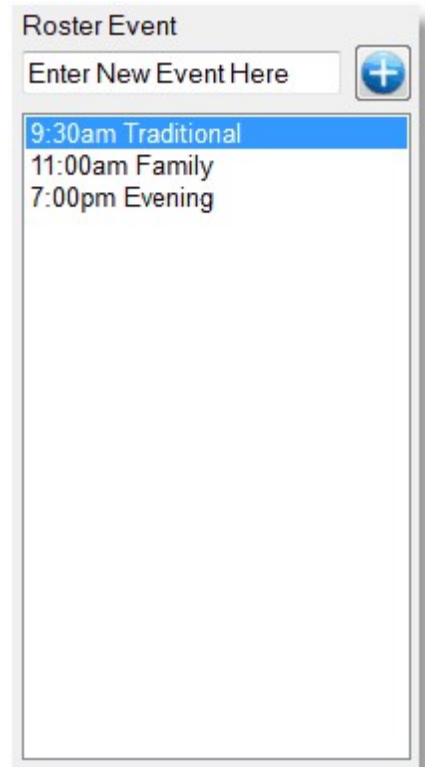 Roster Event
Enter New Event Here
9:30am Traditional
11:00am Family
7:00pm Evening